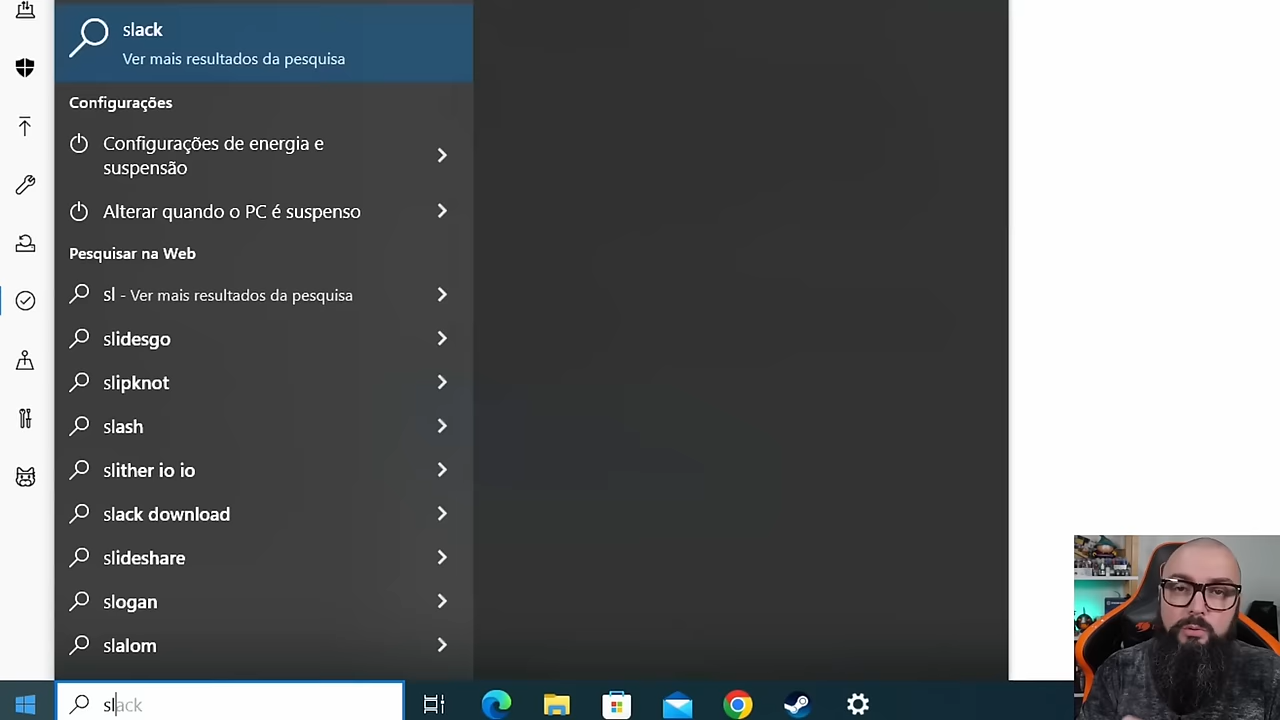 slack
Ver mais resultados da pesquisa
Configurações
Configurações de energia e
suspensão
Alterar quando o PC é suspenso
Pesquisar na Web
sl - Ver mais resultados da pesquisa
slidesgo
slipknot
slash
slither io io
slack download
slideshare
slogan
slalom
slack